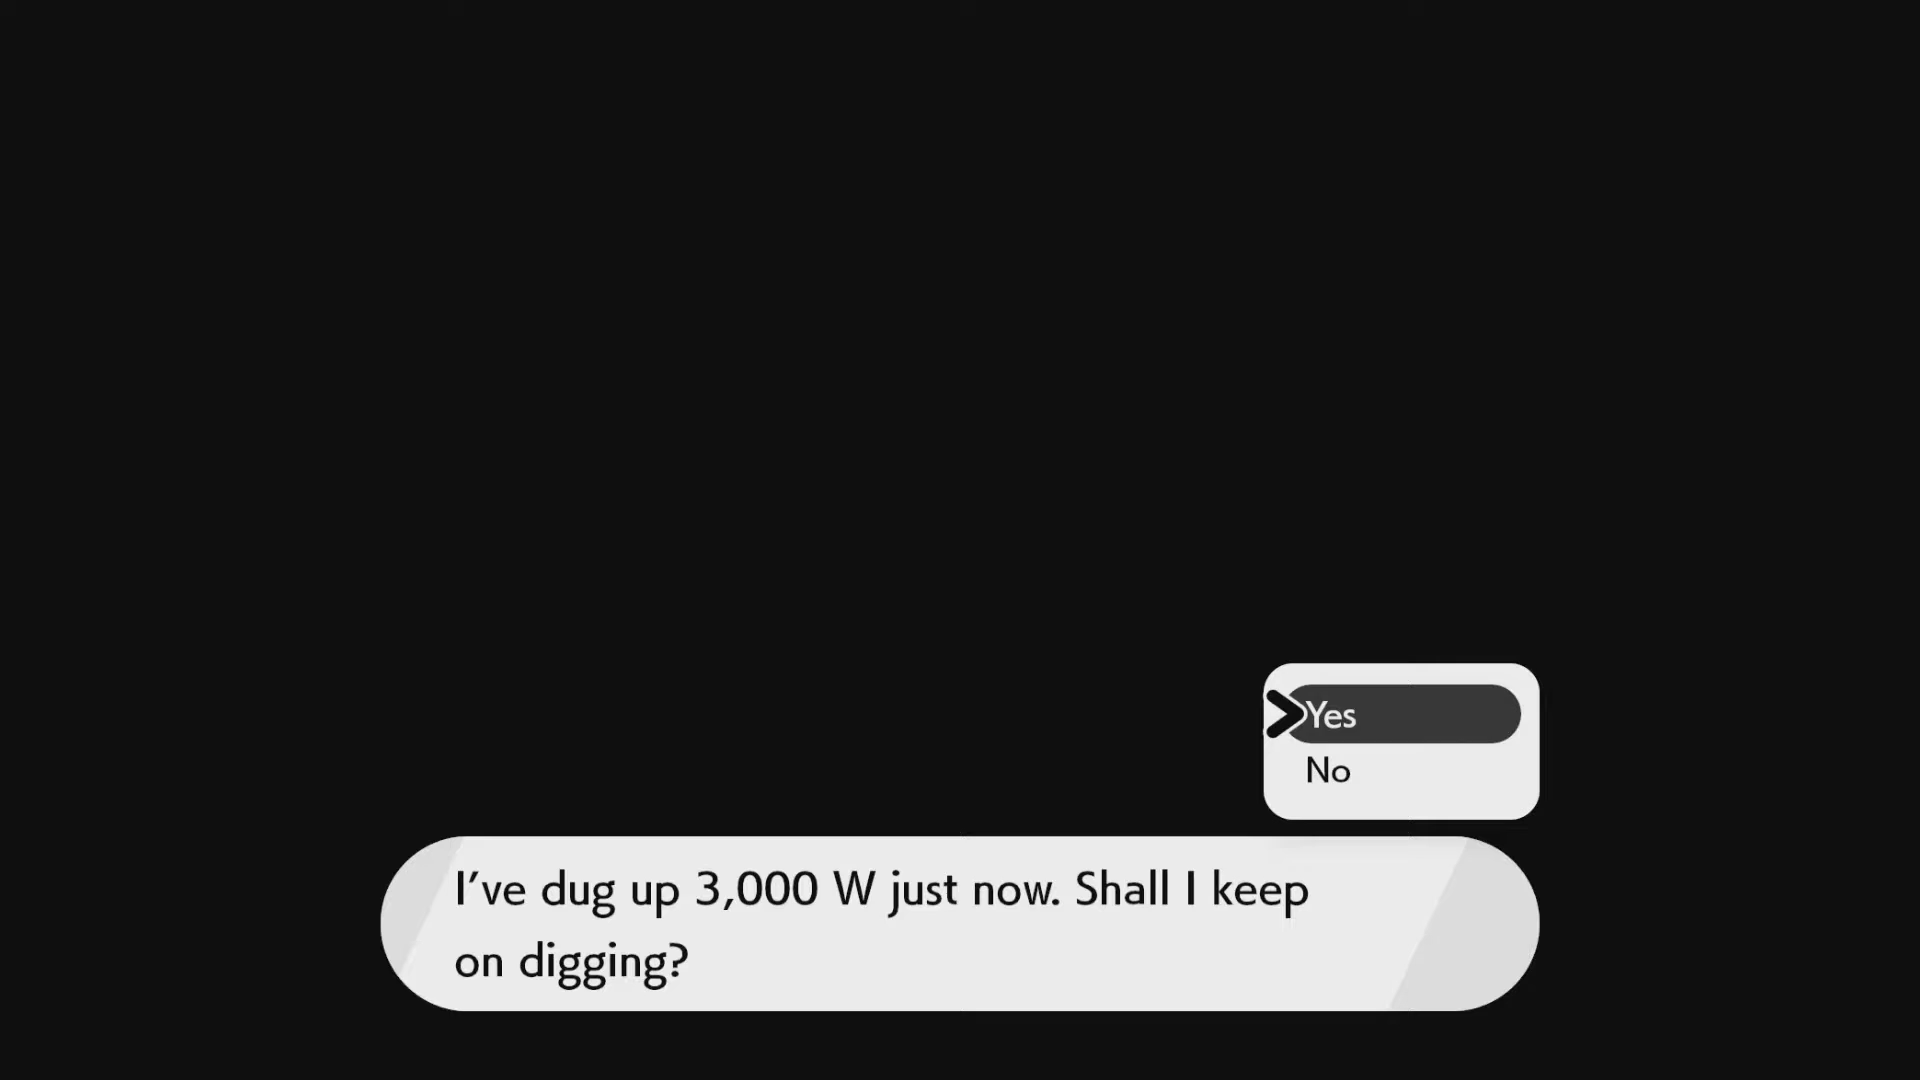 Yes
No
I've dug up 3,000 W just now. Shall I keep
on digging?